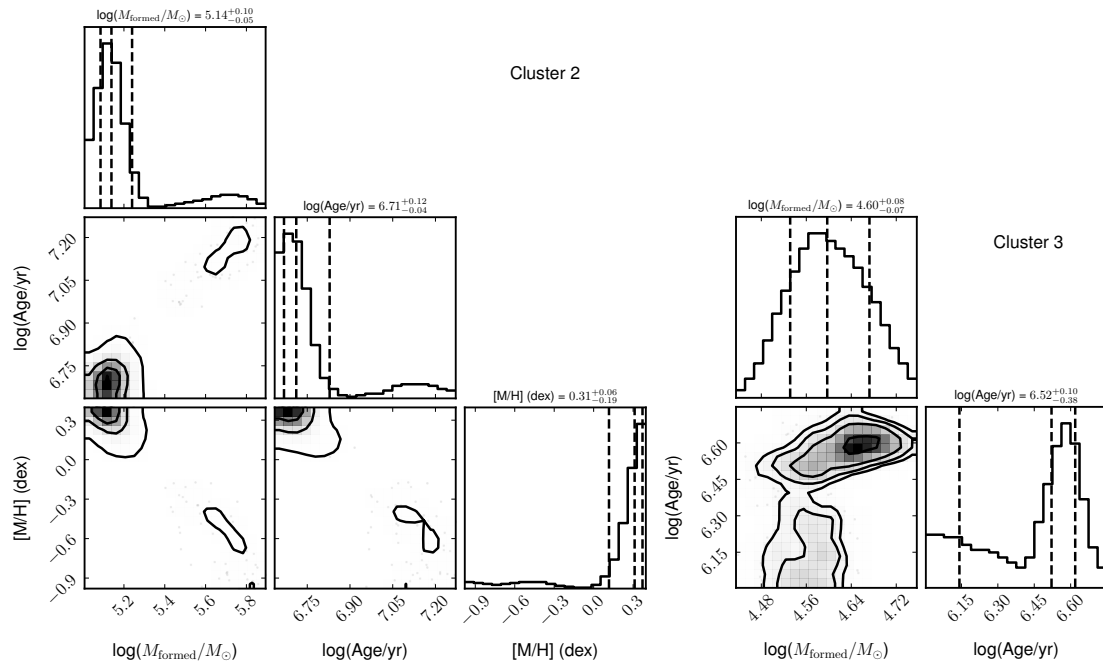 log(M_formed/M_⊙) = 5.14^{+0.10}_{−0.05}
Cluster 2
log(Age/yr)
7.20
7.05
6.90
6.75
log(Age/yr) = 6.71^{+0.12}_{−0.04}
[M/H] (dex)
0.3
0.0
−0.3
−0.6
−0.9
[M/H] (dex) = 0.31^{+0.06}_{−0.19}
5.2
5.4
5.6
5.8
log(M_formed/M_⊙)
6.75
6.90
7.05
7.20
log(Age/yr)
−0.9
−0.6
−0.3
0.0
0.3
[M/H] (dex)
log(M_formed/M_⊙) = 4.60^{+0.08}_{−0.07}
Cluster 3
log(Age/yr)
6.60
6.45
6.30
6.15
log(Age/yr) = 6.52^{+0.10}_{−0.38}
4.48
4.56
4.64
4.72
log(M_formed/M_⊙)
6.15
6.30
6.45
6.60
log(Age/yr)